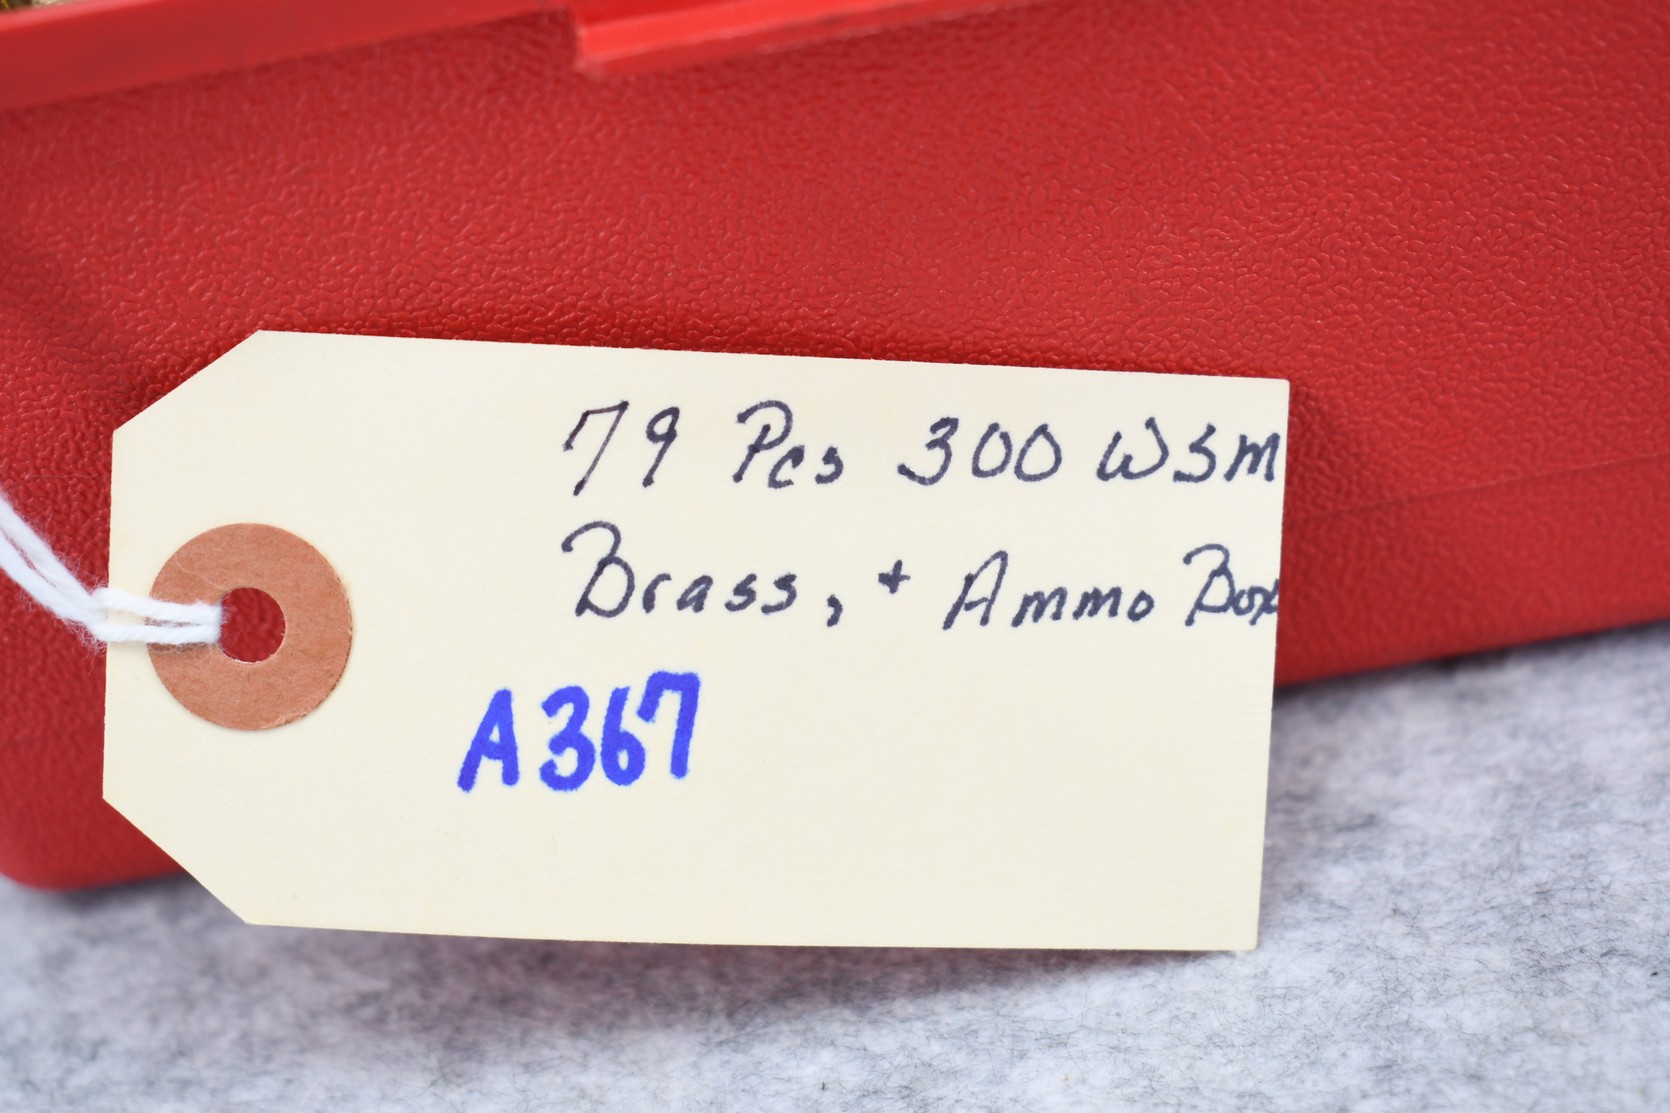 79 Pcs 300 WSM
Brass, + Ammo Box
A367